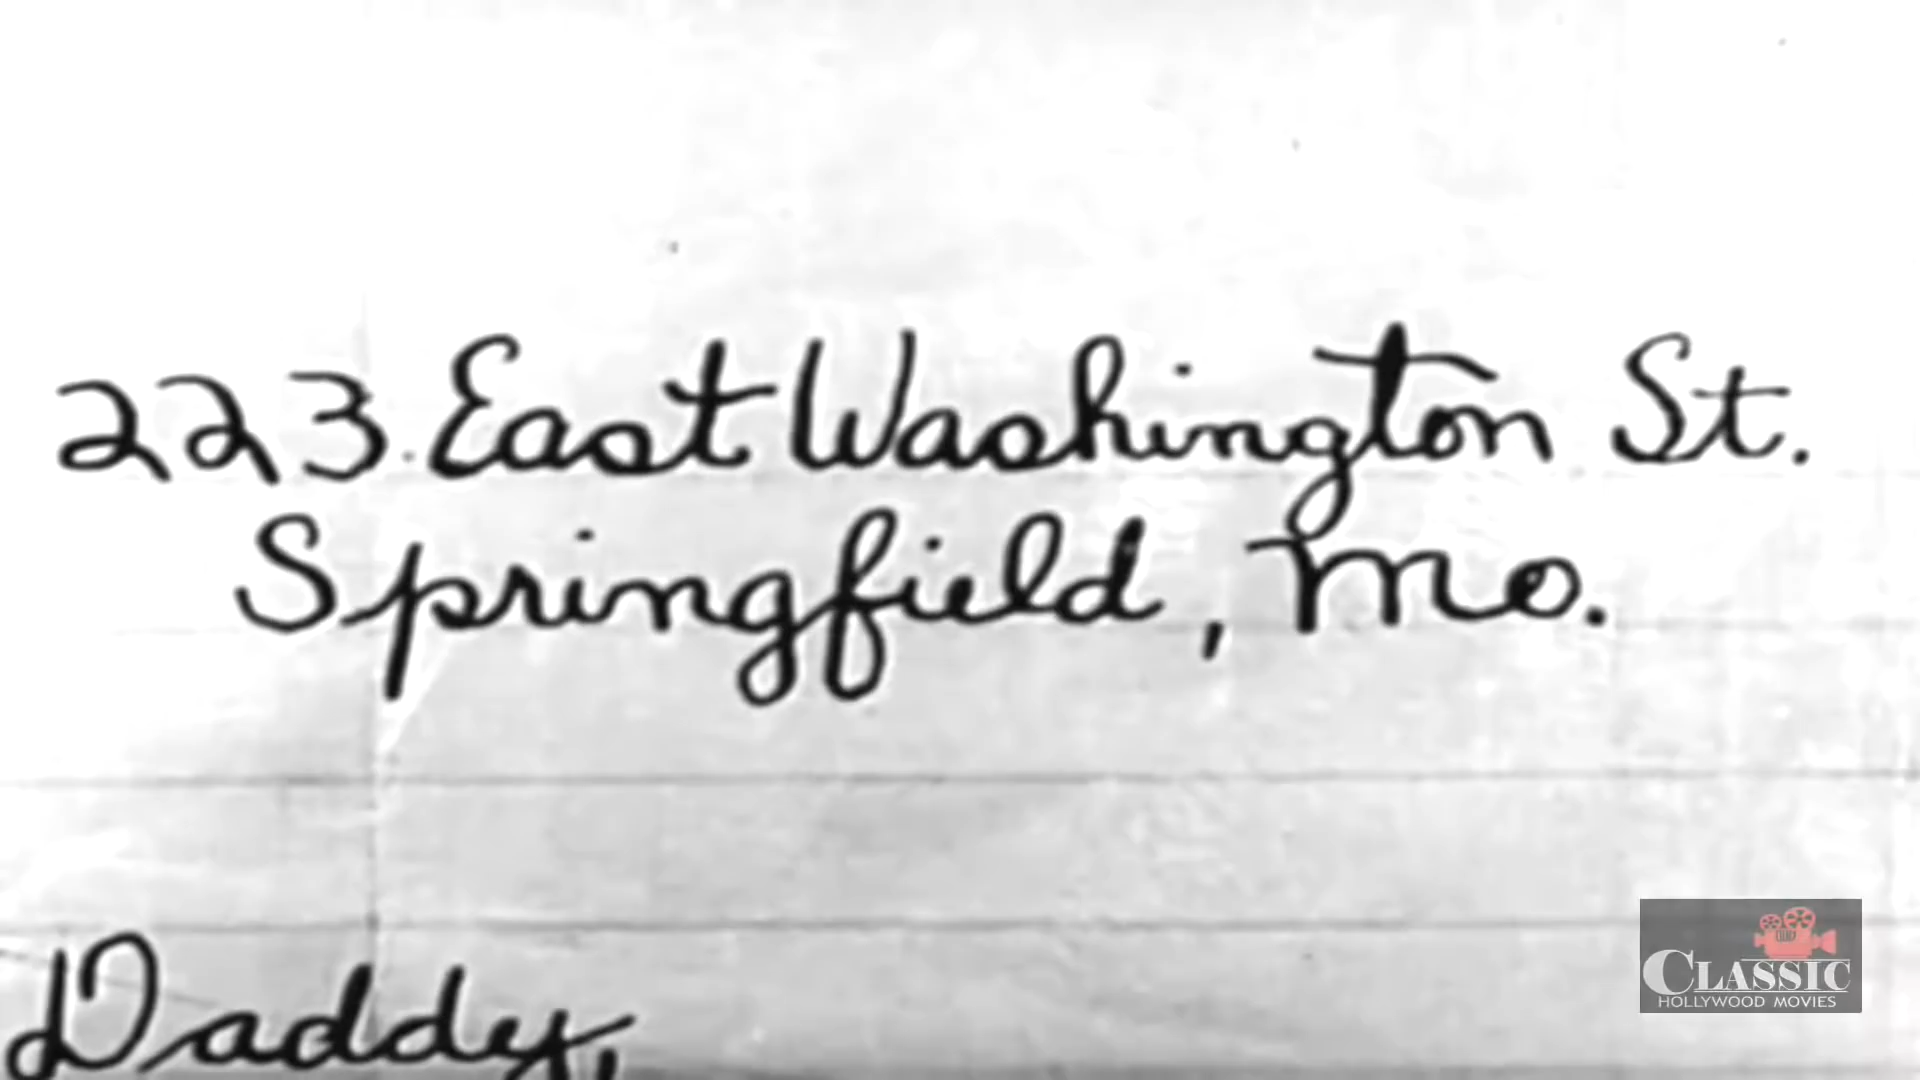 223 East Washington St.
Springfield, Mo.
Daddy,
CLASSIC
HOLLYWOOD MOVIES